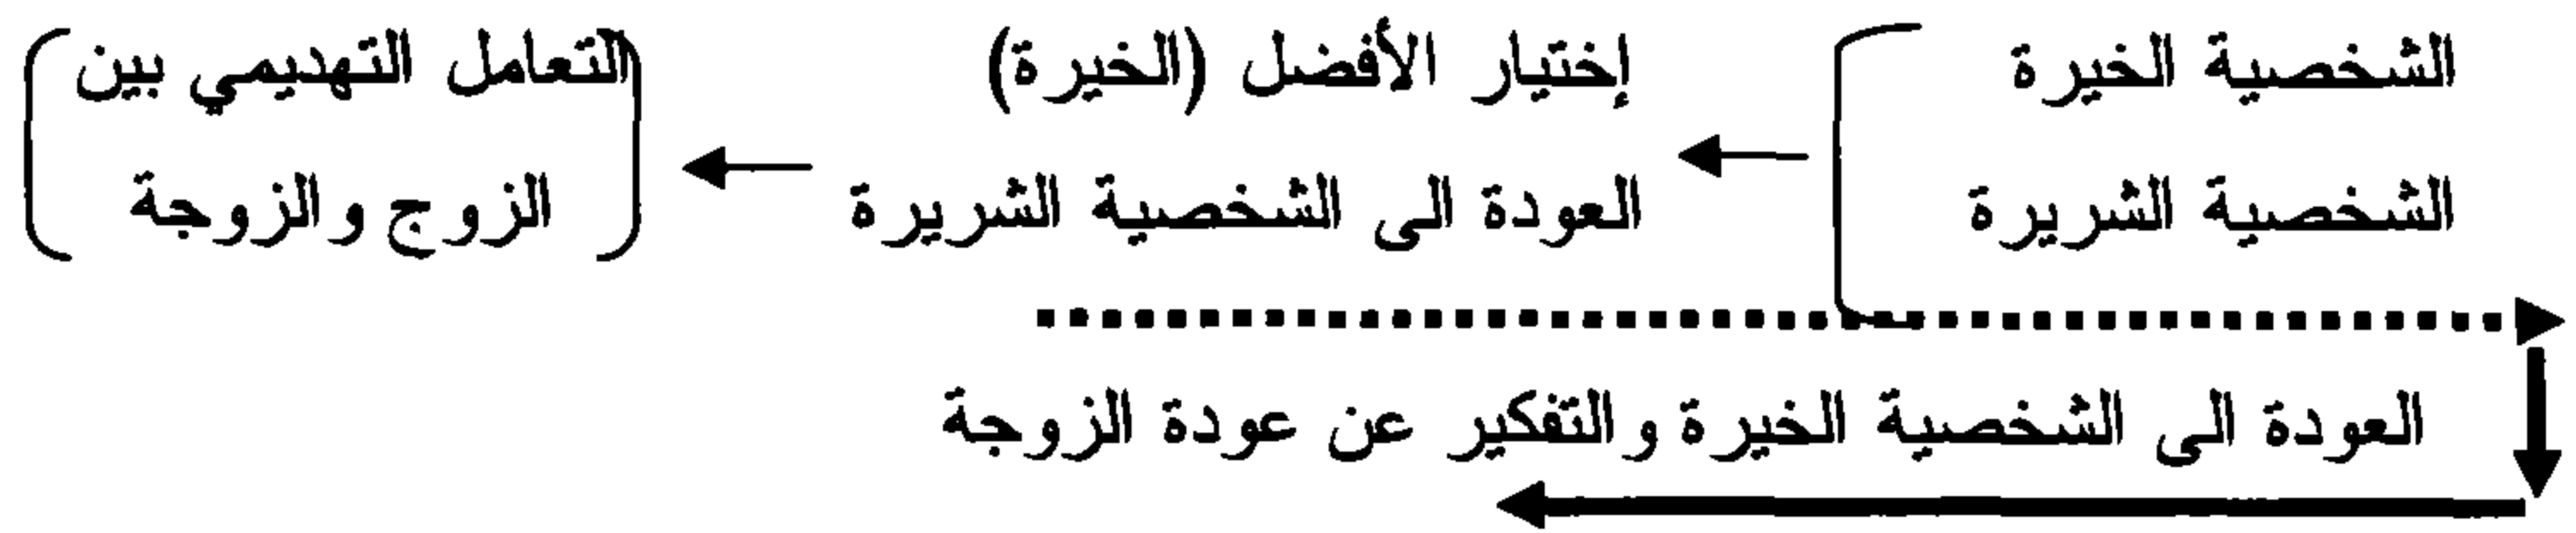 الشخصية الخيرة
الشخصية الشريرة
إختيار الأفضل (الخيرة)
العودة الى الشخصية الشريرة
التعامل التهديمي بين
الزوج والزوجة
العودة الى الشخصية الخيرة والتفكير عن عودة الزوجة